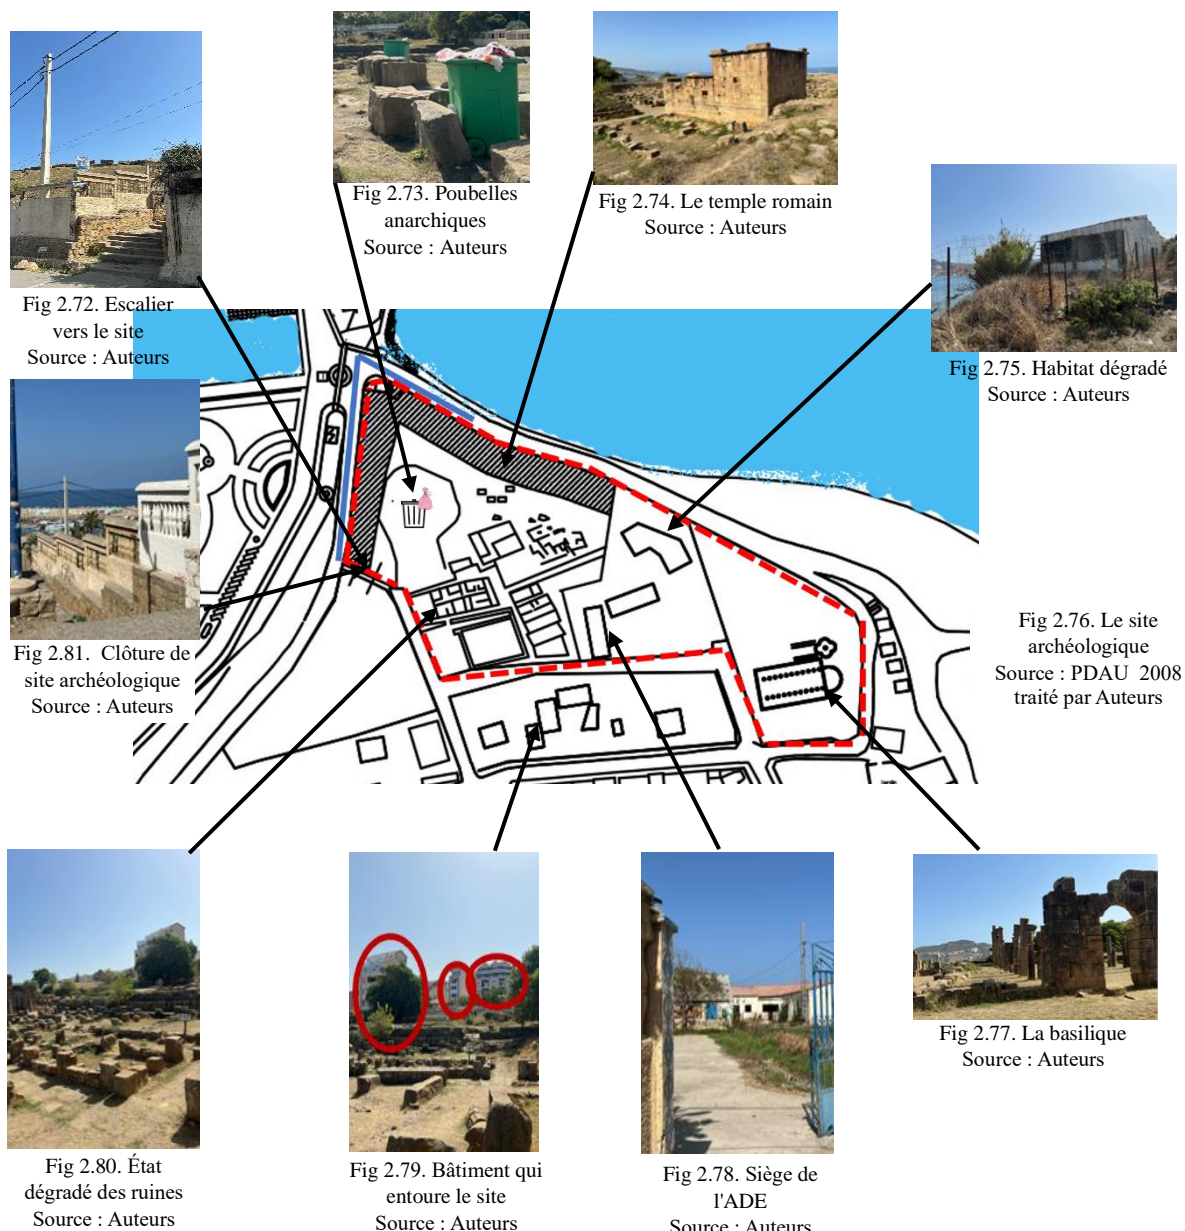 Fig 2.73. Poubelles
anarchiques
Source : Auteurs
Fig 2.74. Le temple romain
Source : Auteurs
Fig 2.72. Escalier
vers le site
Source : Auteurs
Fig 2.75. Habitat dégradé
Source : Auteurs
Fig 2.81.  Clôture de
site archéologique
Source : Auteurs
Fig 2.76. Le site
archéologique
Source : PDAU  2008
traité par Auteurs
Fig 2.77. La basilique
Source : Auteurs
Fig 2.80. État
dégradé des ruines
Source : Auteurs
Fig 2.79. Bâtiment qui
entoure le site
Source : Auteurs
Fig 2.78. Siège de
l'ADE
Source : Auteurs